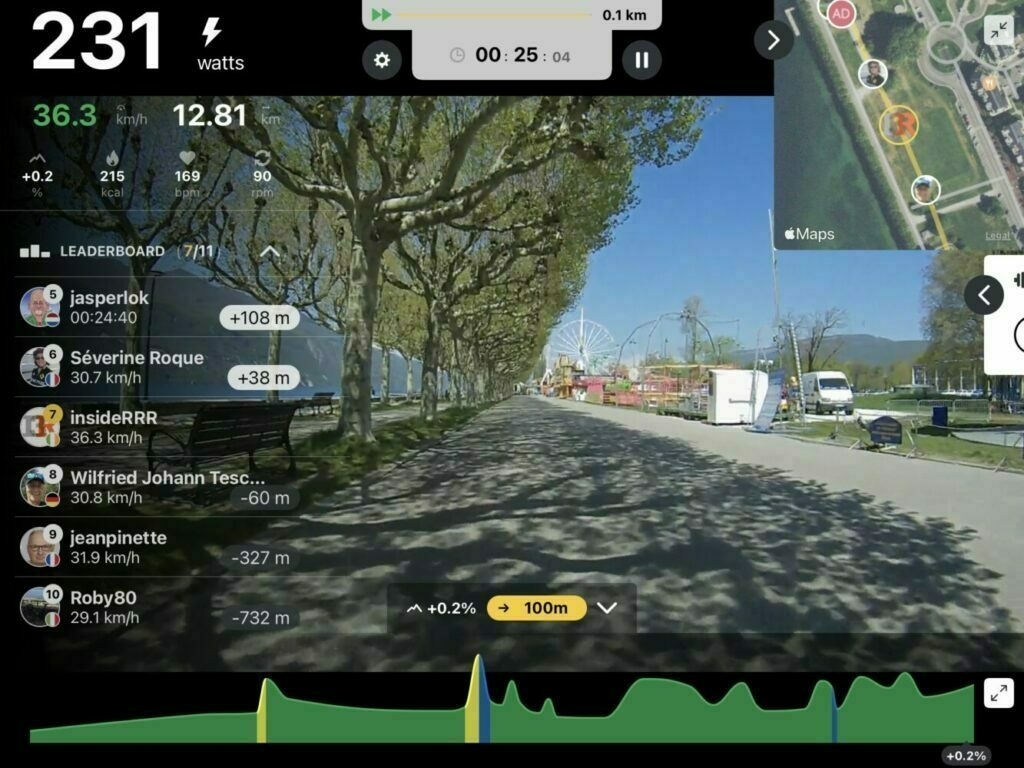 231
watts
0.1 km
00 : 25 : 04
AD
36.3 km/h
12.81 km
+0.2 215 169 90
% kcal bpm rpm
Maps
Legal
LEADERBOARD (7/11)
5 jasperlok
00:24:40
+108 m
6 Séverine Roque
30.7 km/h
+38 m
7 insideRRR
36.3 km/h
8 Wilfried Johann Tesc...
30.8 km/h
-60 m
9 jeanpinette
31.9 km/h
-327 m
10 Roby80
29.1 km/h
-732 m
+0.2% 100m
+0.2%